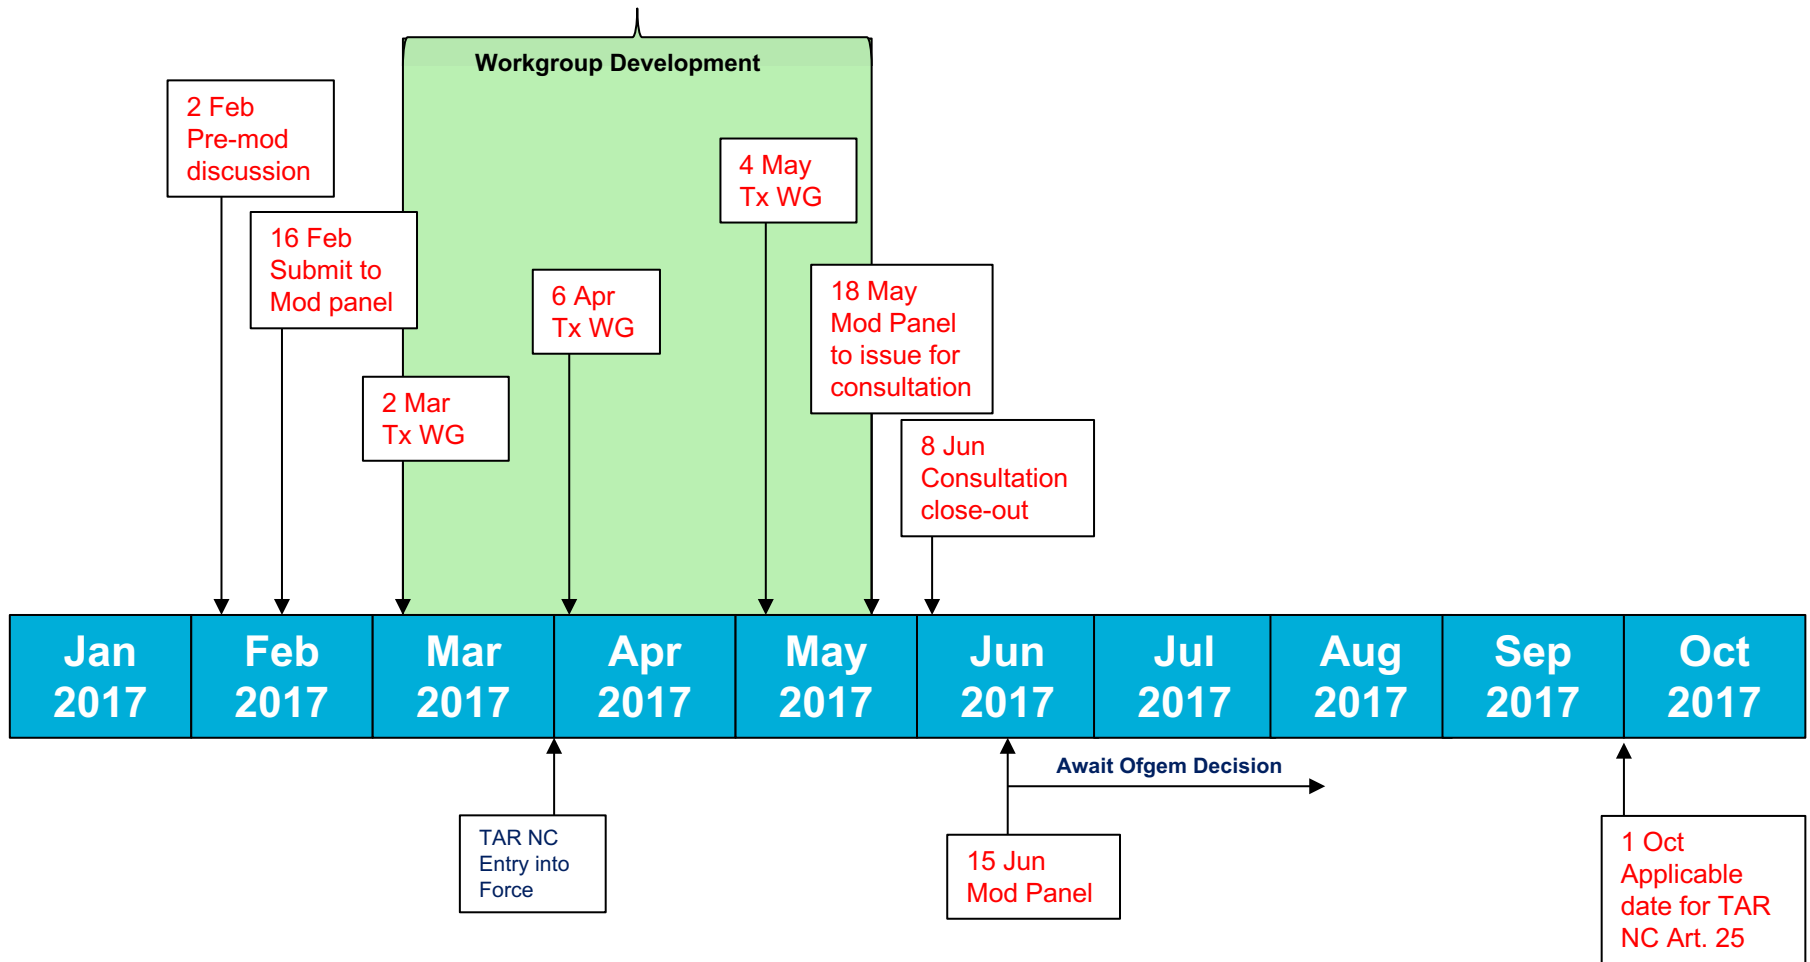 Workgroup Development
2 Feb
Pre-mod
discussion
16 Feb
Submit to
Mod panel
2 Mar
Tx WG
6 Apr
Tx WG
4 May
Tx WG
18 May
Mod Panel
to issue for
consultation
8 Jun
Consultation
close-out
Jan
2017
Feb
2017
Mar
2017
Apr
2017
May
2017
Jun
2017
Jul
2017
Aug
2017
Sep
2017
Oct
2017
Await Ofgem Decision
TAR NC
Entry into
Force
15 Jun
Mod Panel
1 Oct
Applicable
date for TAR
NC Art. 25